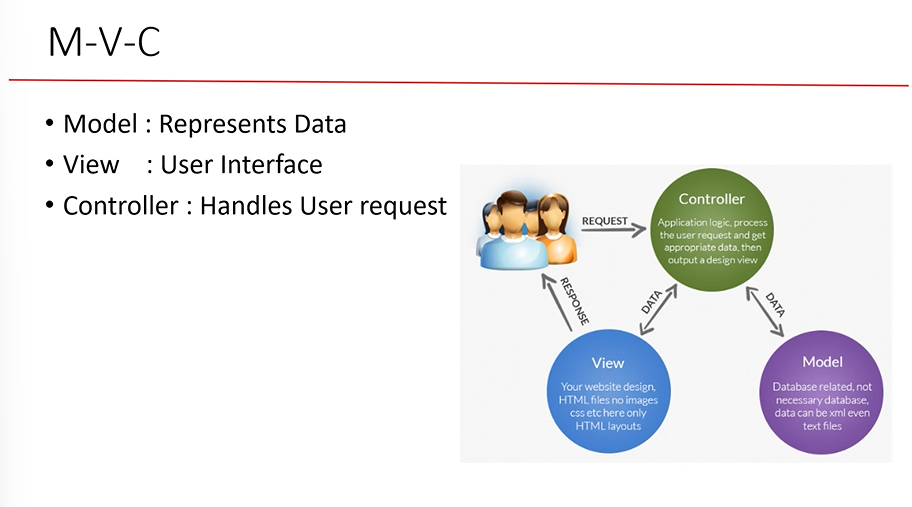 M-V-C
• Model : Represents Data
• View : User Interface
• Controller : Handles User request
REQUEST
Controller
Application logic, process
the user request and get
appropriate data, then
output a design view
RESPONSE
DATA
DATA
View
Your website design,
HTML files no images
css etc here only
HTML layouts
Model
Database related, not
necessary database,
data can be xml even
text files